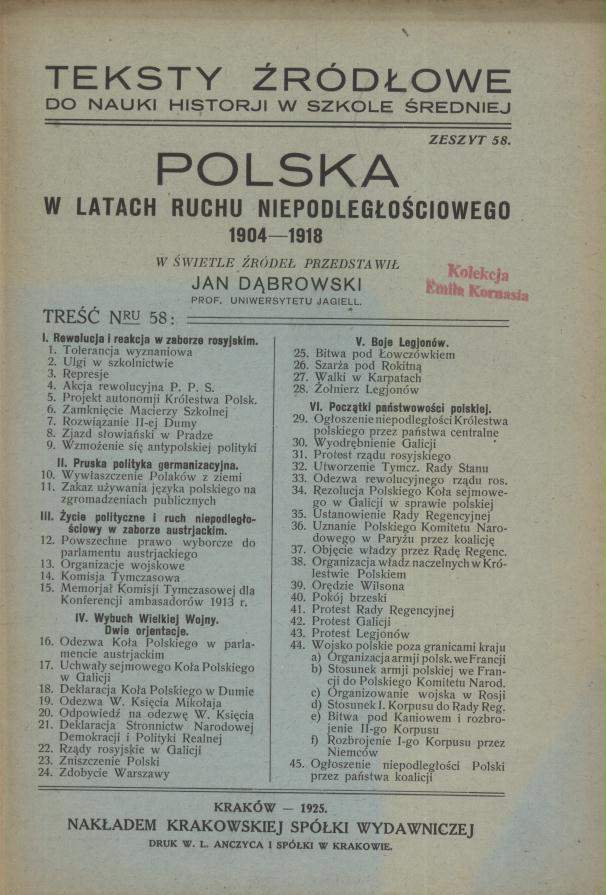 TEKSTY ŹRÓDŁOWE
DO NAUKI HISTORJI W SZKOLE ŚREDNIEJ
ZESZYT 58.
POLSKA
W LATACH RUCHU NIEPODLEGŁOŚCIOWEGO
1904—1918
W ŚWIETLE ŹRÓDEŁ PRZEDSTAWIŁ
JAN DĄBROWSKI
PROF. UNIWERSYTETU JAGIELL.
Kolekcja
Emila Kornasia
TREŚĆ NRU 58:
I. Rewolucja i reakcja w zaborze rosyjskim.
1. Tolerancja wyznaniowa
2. Ulgi w szkolnictwie
3. Represje
4. Akcja rewolucyjna P. P. S.
5. Projekt autonomji Królestwa Polsk.
6. Zamknięcie Macierzy Szkolnej
7. Rozwiązanie II-ej Dumy
8. Zjazd słowiański w Pradze
9. Wzmożenie się antypolskiej polityki
II. Pruska polityka germanizacyjna.
10. Wywłaszczenie Polaków z ziemi
11. Zakaz używania języka polskiego na
zgromadzeniach publicznych
III. Życie polityczne i ruch niepodległo-
ściowy w zaborze austrjackim.
12. Powszechne prawo wyborcze do
parlamentu austrjackiego
13. Organizacje wojskowe
14. Komisja Tymczasowa
15. Memorjał Komisji Tymczasowej dla
Konferencji ambasadorów 1913 r.
IV. Wybuch Wielkiej Wojny.
Dwie orjentacje.
16. Odezwa Koła Polskiego w parla-
mencie austrjackim
17. Uchwały sejmowego Koła Polskiego
w Galicji
18. Deklaracja Koła Polskiego w Dumie
19. Odezwa W. Księcia Mikołaja
20. Odpowiedź na odezwę W. Księcia
21. Deklaracja Stronnictw Narodowej
Demokracji i Polityki Realnej
22. Rządy rosyjskie w Galicji
23. Zniszczenie Polski
24. Zdobycie Warszawy
V. Boje Legjonów.
25. Bitwa pod Łowczówkiem
26. Szarża pod Rokitną
27. Walki w Karpatach
28. Żołnierz Legjonów
VI. Początki państwowości polskiej.
29. Ogłoszenie niepodległości Królestwa
polskiego przez państwa centralne
30. Wyodrębnienie Galicji
31. Protest rządu rosyjskiego
32. Utworzenie Tymcz. Rady Stanu
33. Odezwa rewolucyjnego rządu ros.
34. Rezolucja Polskiego Koła sejmowe-
go w Galicji w sprawie polskiej
35. Ustanowienie Rady Regencyjnej
36. Uznanie Polskiego Komitetu Naro-
dowego w Paryżu przez koalicję
37. Objęcie władzy przez Radę Regenc.
38. Organizacja władz naczelnych w Kró-
lestwie Polskiem
39. Orędzie Wilsona
40. Pokój brzeski
41. Protest Rady Regencyjnej
42. Protest Galicji
43. Protest Legjonów
44. Wojsko polskie poza granicami kraju
a) Organizacja armji polsk. we Francji
b) Stosunek armji polskiej we Fran-
cji do Polskiego Komitetu Narod.
c) Organizowanie wojska w Rosji
d) Stosunek I. Korpusu do Rady Reg.
e) Bitwa pod Kaniowem i rozbro-
jenie II-go Korpusu
f) Rozbrojenie I-go Korpusu przez
Niemców
45. Ogłoszenie niepodległości Polski
przez państwa koalicji
KRAKÓW — 1925.
NAKŁADEM KRAKOWSKIEJ SPÓŁKI WYDAWNICZEJ
DRUK W. L. ANCZYCA I SPÓŁKI W KRAKOWIE.